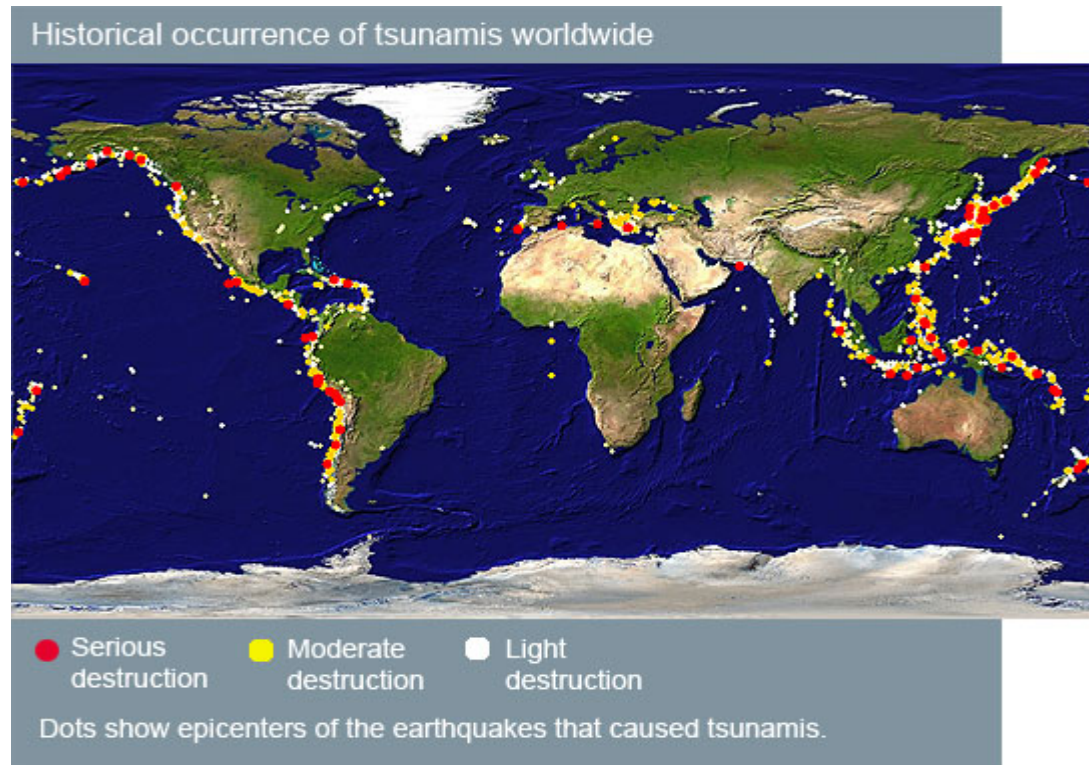 Historical occurrence of tsunamis worldwide
Serious
destruction
Moderate
destruction
Light
destruction
Dots show epicenters of the earthquakes that caused tsunamis.